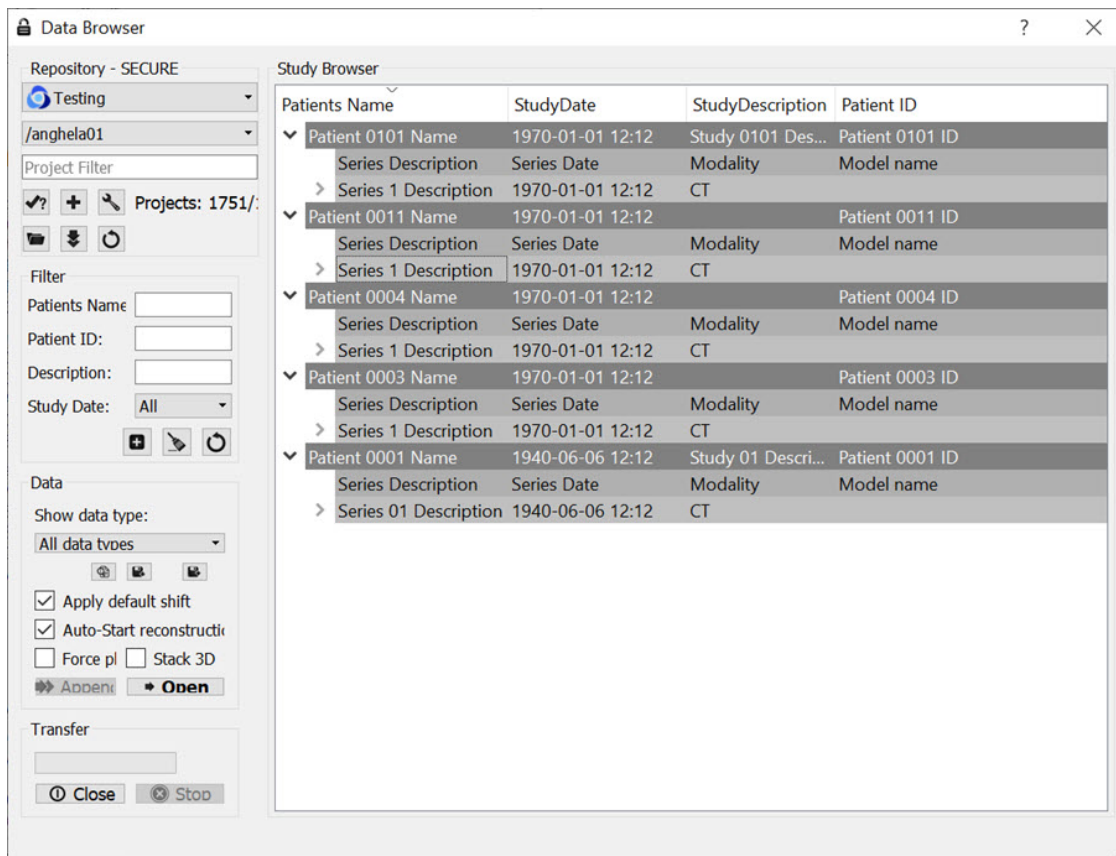 Data Browser
?
Repository - SECURE
Testing
/anghela01
Project Filter
Projects: 1751/
Filter
Patients Name
Patient ID:
Description:
Study Date: All
Data
Show data type:
All data types
Apply default shift
Auto-Start reconstructi
Force pl Stack 3D
Append Open
Transfer
Close Stop
Study Browser
Patients Name StudyDate StudyDescription Patient ID
Patient 0101 Name 1970-01-01 12:12 Study 0101 Des... Patient 0101 ID
Series Description Series Date Modality Model name
Series 1 Description 1970-01-01 12:12 CT
Patient 0011 Name 1970-01-01 12:12 Patient 0011 ID
Series Description Series Date Modality Model name
Series 1 Description 1970-01-01 12:12 CT
Patient 0004 Name 1970-01-01 12:12 Patient 0004 ID
Series Description Series Date Modality Model name
Series 1 Description 1970-01-01 12:12 CT
Patient 0003 Name 1970-01-01 12:12 Patient 0003 ID
Series Description Series Date Modality Model name
Series 1 Description 1970-01-01 12:12 CT
Patient 0001 Name 1940-06-06 12:12 Study 01 Descri... Patient 0001 ID
Series Description Series Date Modality Model name
Series 01 Description 1940-06-06 12:12 CT